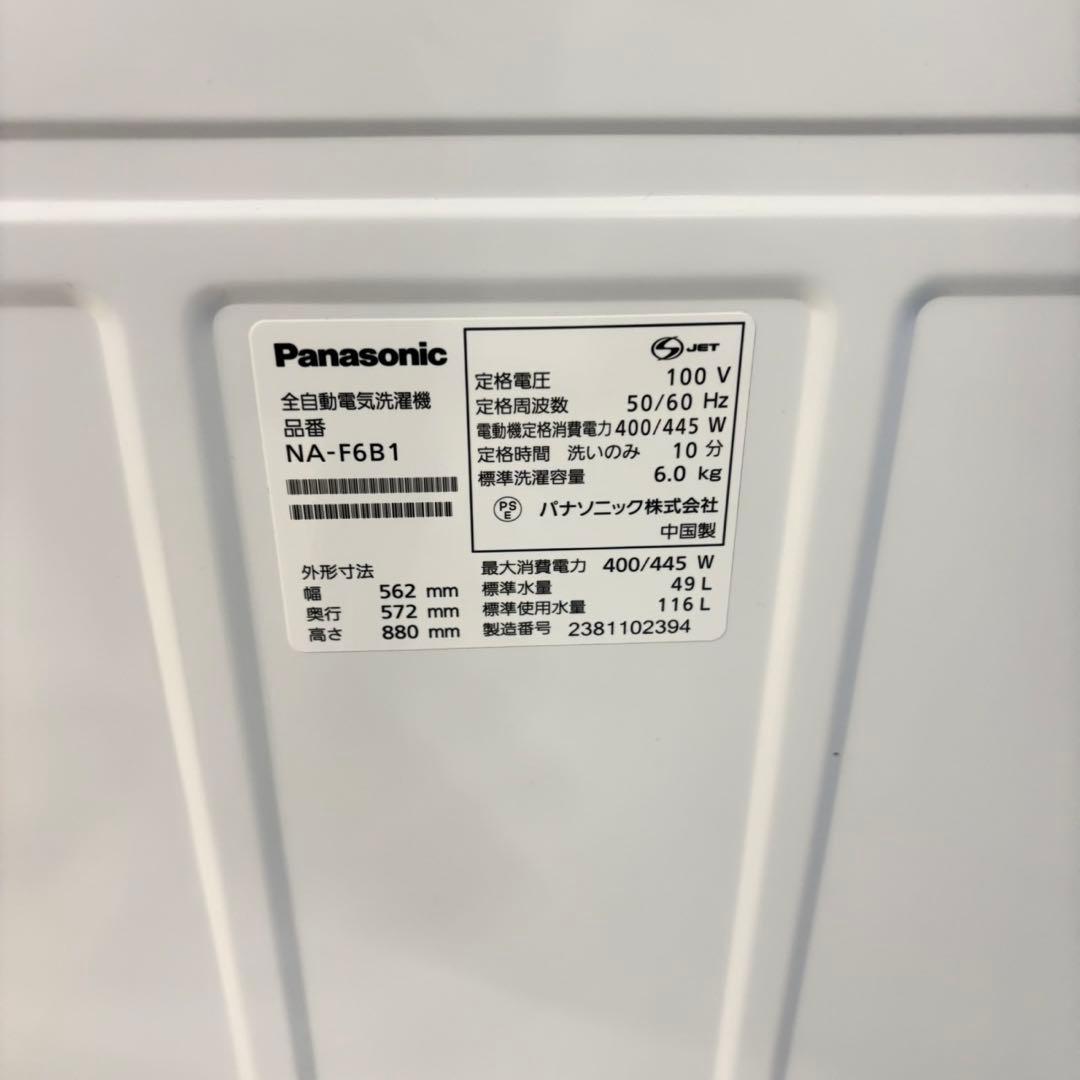 Panasonic
全自動電気洗濯機
品番
NA-F6B1
外形寸法
幅 562 mm
奥行 572 mm
高さ 880 mm
S JET
定格電圧 100 V
定格周波数 50/60 Hz
電動機定格消費電力 400/445 W
定格時間 洗いのみ 10 分
標準洗濯容量 6.0 kg
PS
E パナソニック株式会社
中国製
最大消費電力 400/445 W
標準水量 49 L
標準使用水量 116 L
製造番号 2381102394